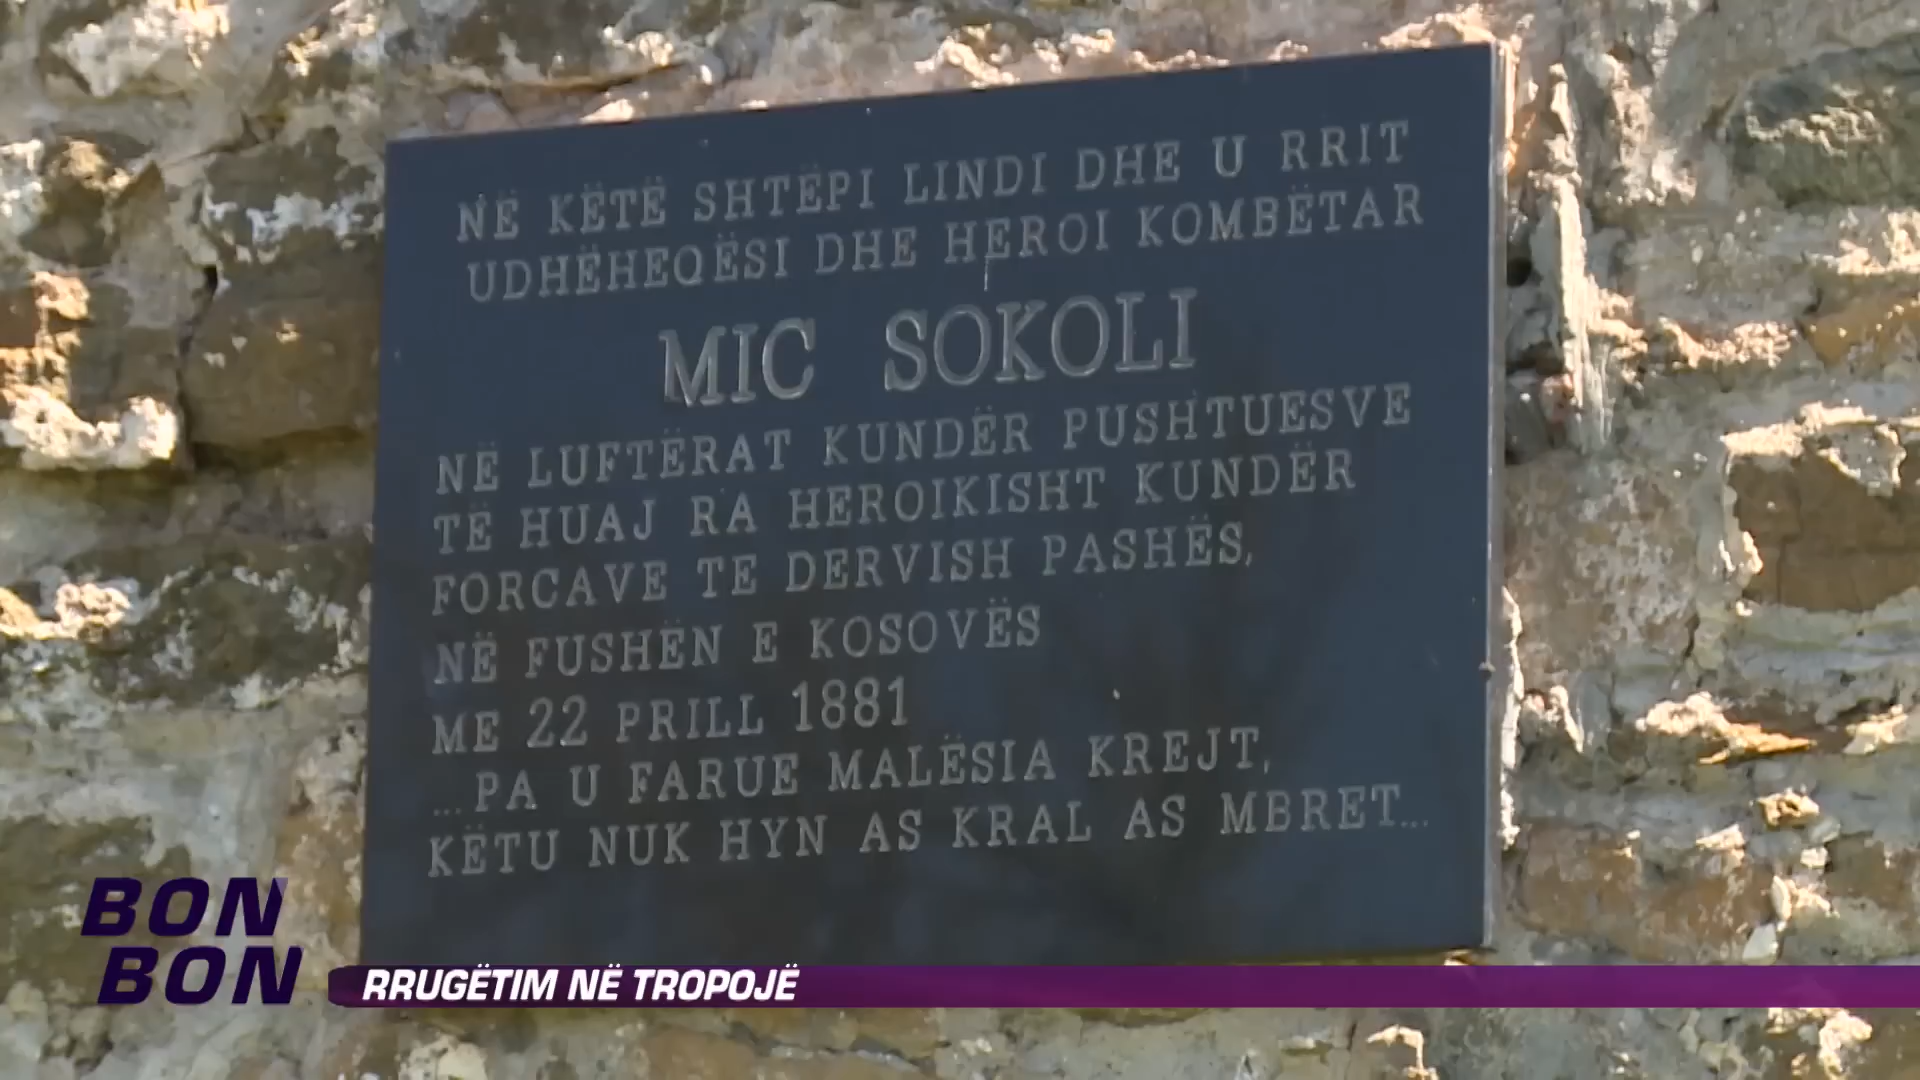 NË KËTË SHTËPI LINDI DHE U RRIT
UDHËHEQËSI DHE HEROI KOMBËTAR
MIC SOKOLI
NË LUFTËRAT KUNDËR PUSHTUESVE
TË HUAJ RA HEROIKISHT KUNDËR
FORCAVE TE DERVISH PASHËS,
NË FUSHËN E KOSOVËS
ME 22 PRILL 1881
...PA U FARUE MALËSIA KREJT,
KËTU NUK HYN AS KRAL AS MBRET...
BON
BON
RRUGËTIM NË TROPOJË